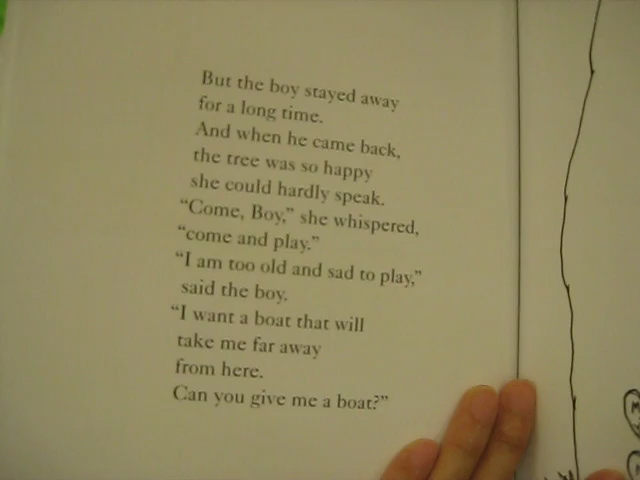 But the boy stayed away
for a long time.
And when he came back,
the tree was so happy
she could hardly speak.
“Come, Boy,” she whispered,
“come and play.”
“I am too old and sad to play,”
said the boy.
“I want a boat that will
take me far away
from here.
Can you give me a boat?”
M